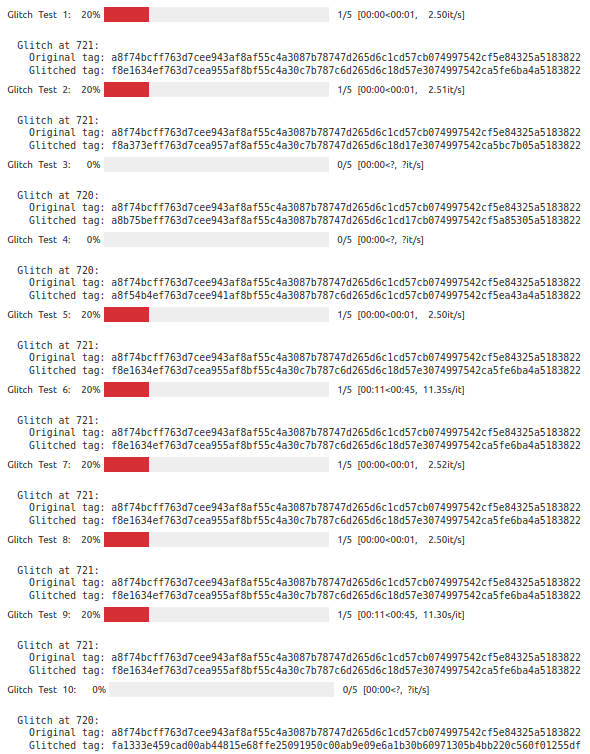 Glitch Test 1: 20% 1/5 [00:00<00:01, 2.50it/s]
Glitch at 721:
Original tag: a8f74bcff763d7cee943af8af55c4a3087b78747d265d6c1cd57cb074997542cf5e84325a5183822
Glitched tag: f8e1634ef763d7cea955af8bf55c4a30c7b787c6d265d6c18d57e3074997542ca5fe6ba4a5183822
Glitch Test 2: 20% 1/5 [00:00<00:01, 2.51it/s]
Glitch at 721:
Original tag: a8f74bcff763d7cee943af8af55c4a3087b78747d265d6c1cd57cb074997542cf5e84325a5183822
Glitched tag: f8a373eff763d7cea957af8af55c4a3087b78747d265d6c18d17e3074997542ca5bc7b05a5183822
Glitch Test 3: 0% 0/5 [00:00<?, ?it/s]
Glitch at 720:
Original tag: a8f74bcff763d7cee943af8af55c4a3087b78747d265d6c1cd57cb074997542cf5e84325a5183822
Glitched tag: a8b75beff763d7cee943af8af55c4a3087b78747d265d6c1cd17cb074997542cf5a85305a5183822
Glitch Test 4: 0% 0/5 [00:00<?, ?it/s]
Glitch at 720:
Original tag: a8f74bcff763d7cee943af8af55c4a3087b78747d265d6c1cd57cb074997542cf5e84325a5183822
Glitched tag: a8f54b4ef763dee941af8bf55c4a3087b787c6d265d6c1cd57cb074997542cf5ea43a4a5183822
Glitch Test 5: 20% 1/5 [00:00<00:01, 2.50it/s]
Glitch at 721:
Original tag: a8f74bcff763d7cee943af8af55c4a3087b78747d265d6c1cd57cb074997542cf5e84325a5183822
Glitched tag: f8e1634ef763d7cea955af8bf55c4a30c7b787c6d265d6c18d57e3074997542ca5fe6ba4a5183822
Glitch Test 6: 20% 1/5 [00:11<00:45, 11.35s/it]
Glitch at 721:
Original tag: a8f74bcff763d7cee943af8af55c4a3087b78747d265d6c1cd57cb074997542cf5e84325a5183822
Glitched tag: f8e1634ef763d7cea955af8bf55c4a30c7b787c6d265d6c18d57e3074997542ca5fe6ba4a5183822
Glitch Test 7: 20% 1/5 [00:00<00:01, 2.52it/s]
Glitch at 721:
Original tag: a8f74bcff763d7cee943af8af55c4a3087b78747d265d6c1cd57cb074997542cf5e84325a5183822
Glitched tag: f8e1634ef763d7cea955af8bf55c4a30c7b787c6d265d6c18d57e3074997542ca5fe6ba4a5183822
Glitch Test 8: 20% 1/5 [00:00<00:01, 2.50it/s]
Glitch at 721:
Original tag: a8f74bcff763d7cee943af8af55c4a3087b78747d265d6c1cd57cb074997542cf5e84325a5183822
Glitched tag: f8e1634ef763d7cea955af8bf55c4a30c7b787c6d265d6c18d57e3074997542ca5fe6ba4a5183822
Glitch Test 9: 20% 1/5 [00:11<00:45, 11.30s/it]
Glitch at 721:
Original tag: a8f74bcff763d7cee943af8af55c4a3087b78747d265d6c1cd57cb074997542cf5e84325a5183822
Glitched tag: f8e1634ef763d7cea955af8bf55c4a30c7b787c6d265d6c18d57e3074997542ca5fe6ba4a5183822
Glitch Test 10: 0% 0/5 [00:00<?, ?it/s]
Glitch at 720:
Original tag: a8f74bcff763d7cee943af8af55c4a3087b78747d265d6c1cd57cb074997542cf5e84325a5183822
Glitched tag: fa1333e459cad00ab44815e68ffe25091950c00ab9e09e6a1b30b60971305b4bb220c560f01255df